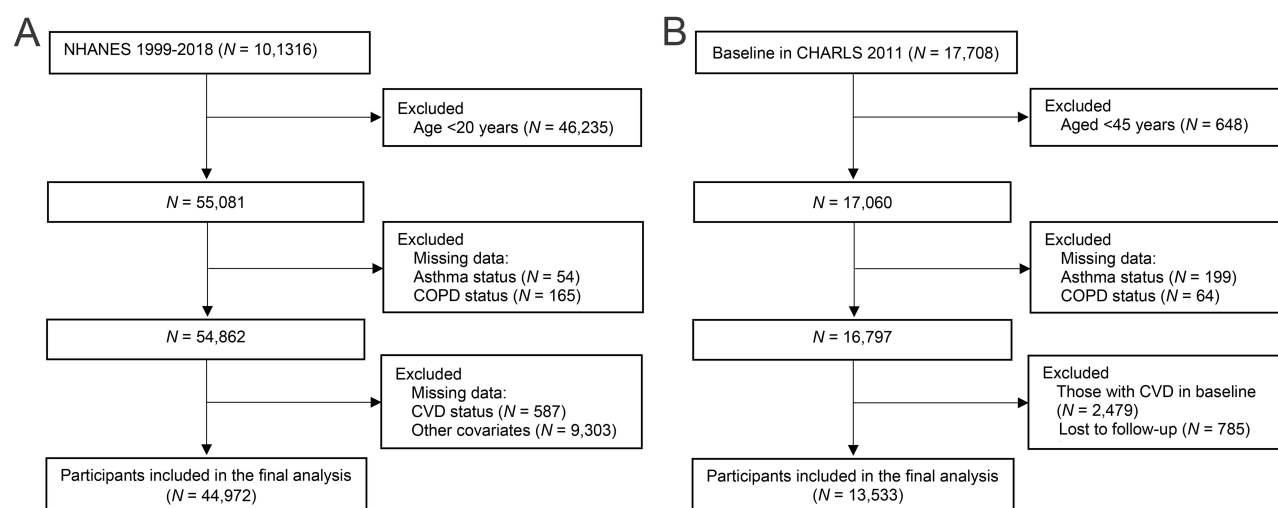 A
NHANES 1999-2018 (N = 10,1316)
Excluded
Age <20 years (N = 46,235)
N = 55,081
Excluded
Missing data:
Asthma status (N = 54)
COPD status (N = 165)
N = 54,862
Excluded
Missing data:
CVD status (N = 587)
Other covariates (N = 9,303)
Participants included in the final analysis
(N = 44,972)
B
Baseline in CHARLS 2011 (N = 17,708)
Excluded
Aged <45 years (N = 648)
N = 17,060
Excluded
Missing data:
Asthma status (N = 199)
COPD status (N = 64)
N = 16,797
Excluded
Those with CVD in baseline
(N = 2,479)
Lost to follow-up (N = 785)
Participants included in the final analysis
(N = 13,533)